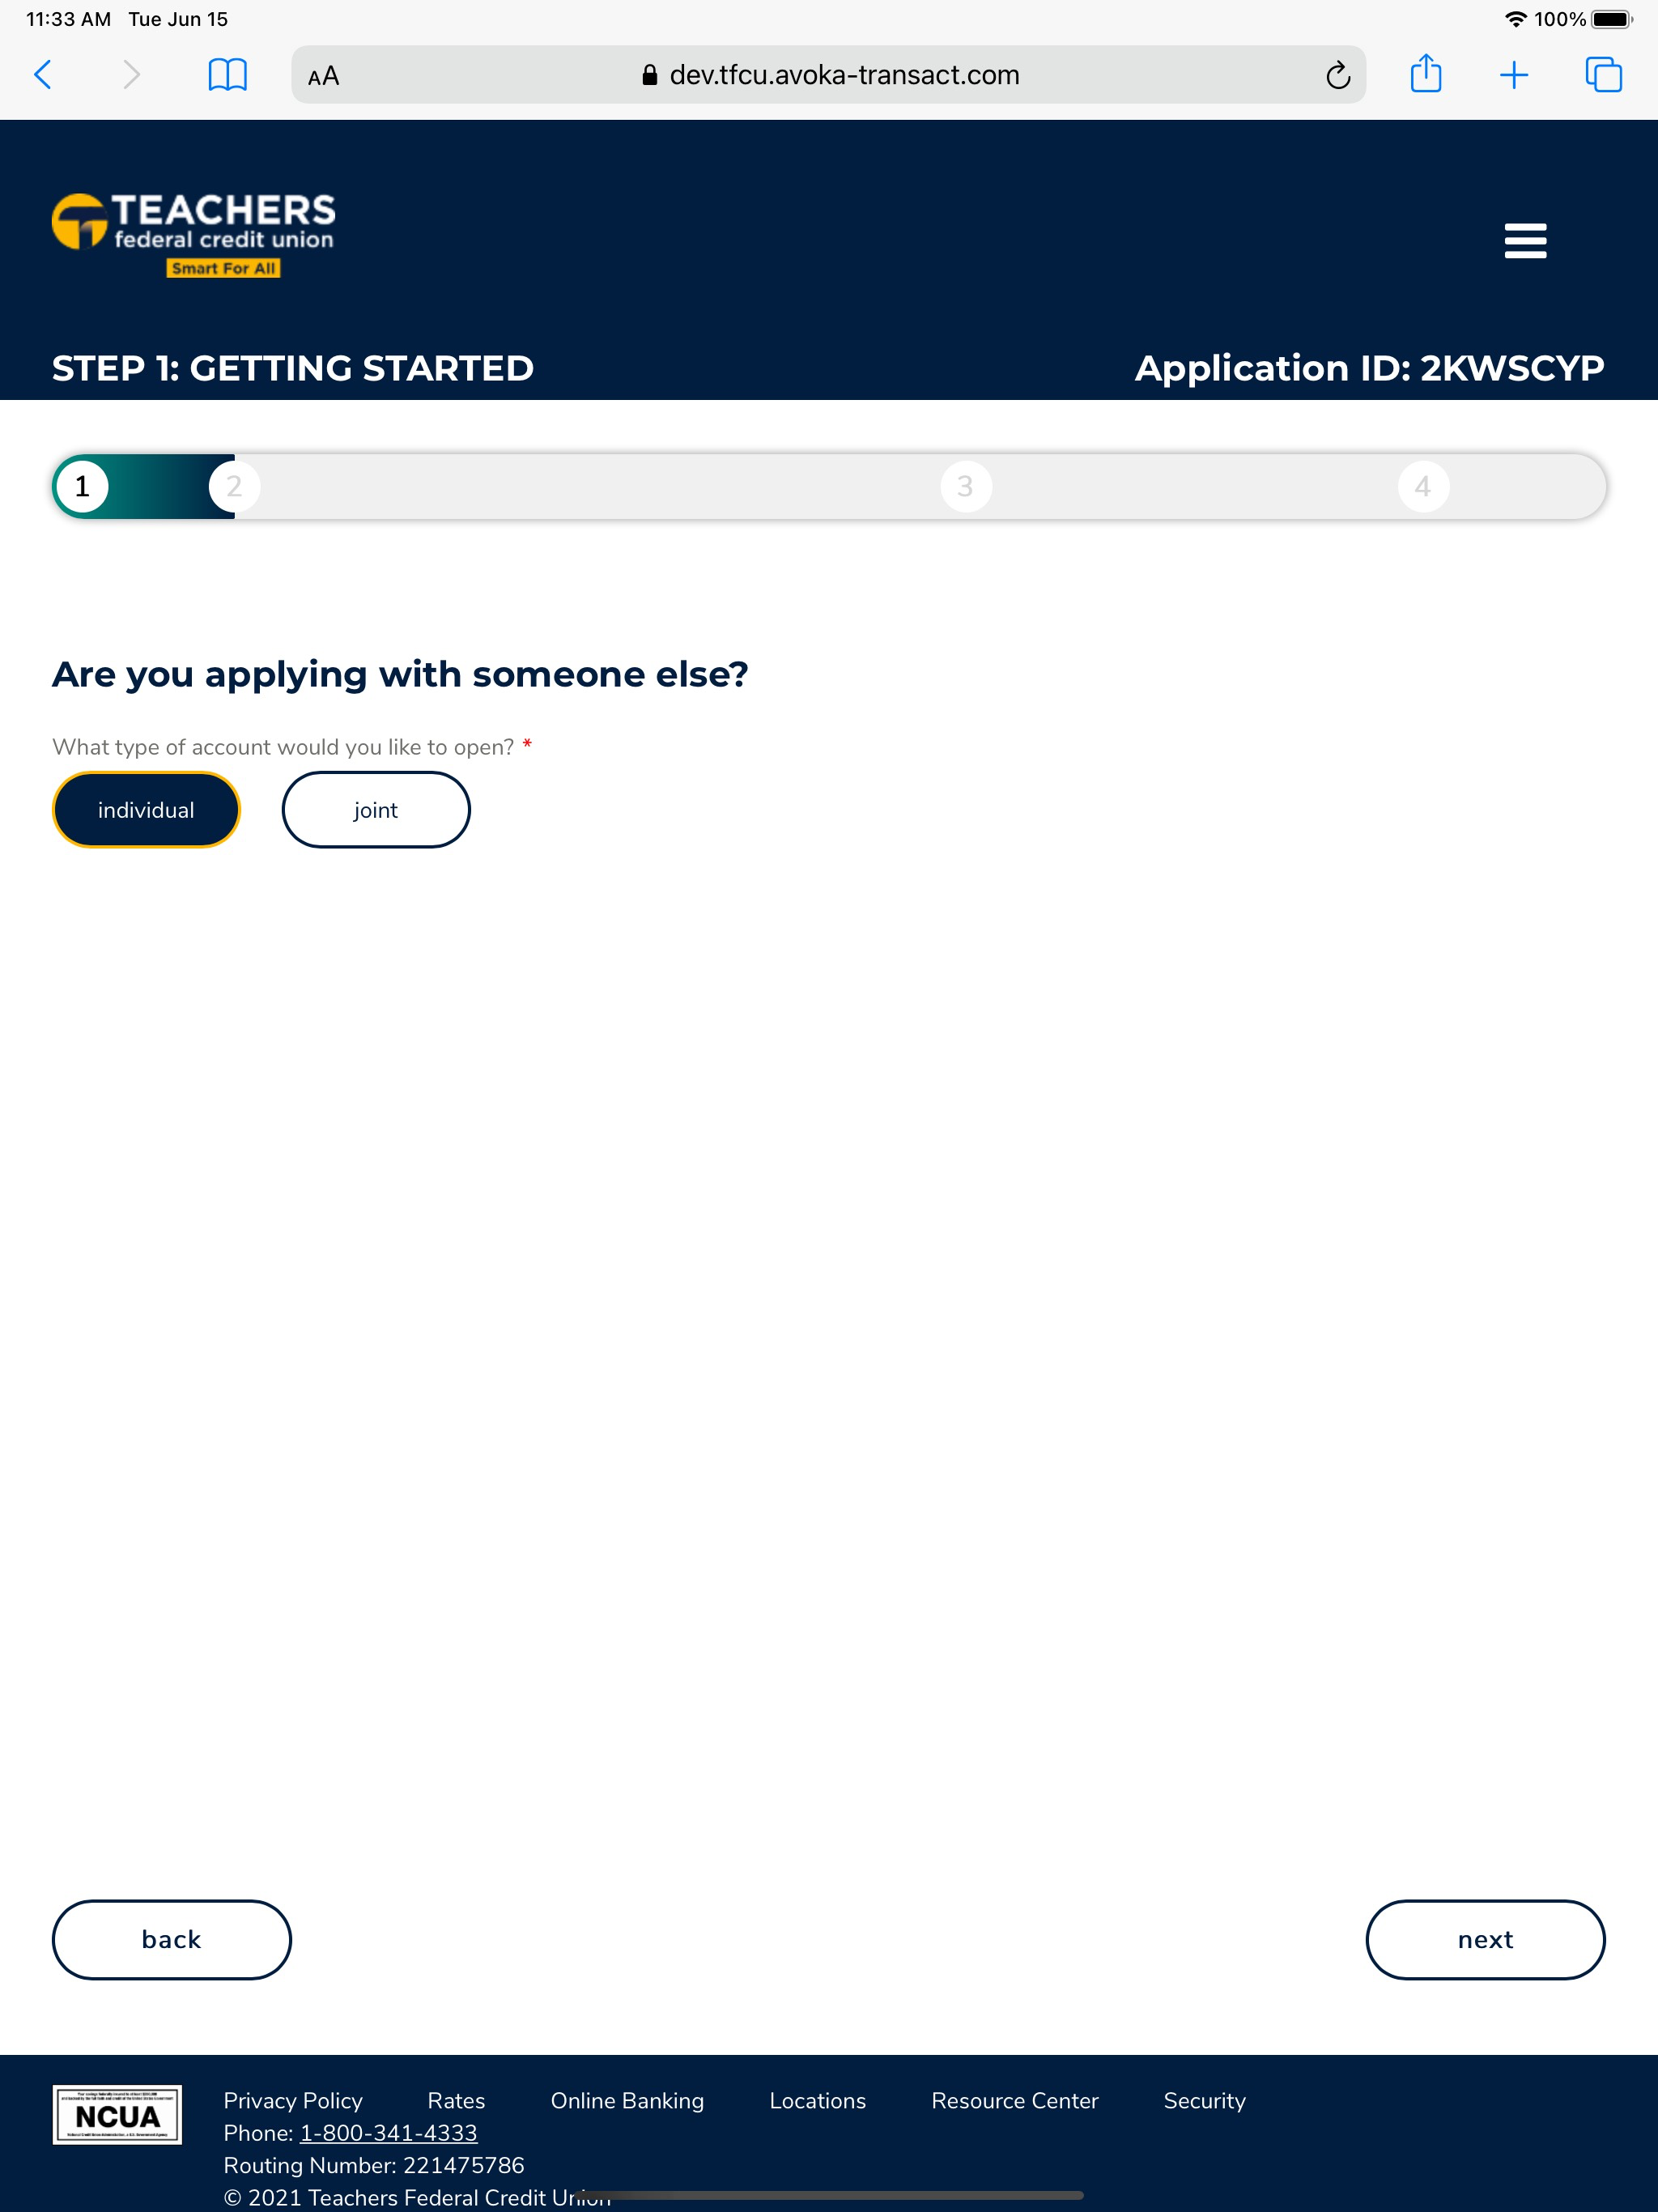 11:33 AM Tue Jun 15 100%
AA dev.tfcu.avoka-transact.com
TEACHERS
federal credit union
Smart For All
STEP 1: GETTING STARTED Application ID: 2KWSCYP
1 2 3 4
Are you applying with someone else?
What type of account would you like to open? *
individual joint
back next
NCUA
Privacy Policy Rates Online Banking Locations Resource Center Security
Phone: 1-800-341-4333
Routing Number: 221475786
© 2021 Teachers Federal Credit Union